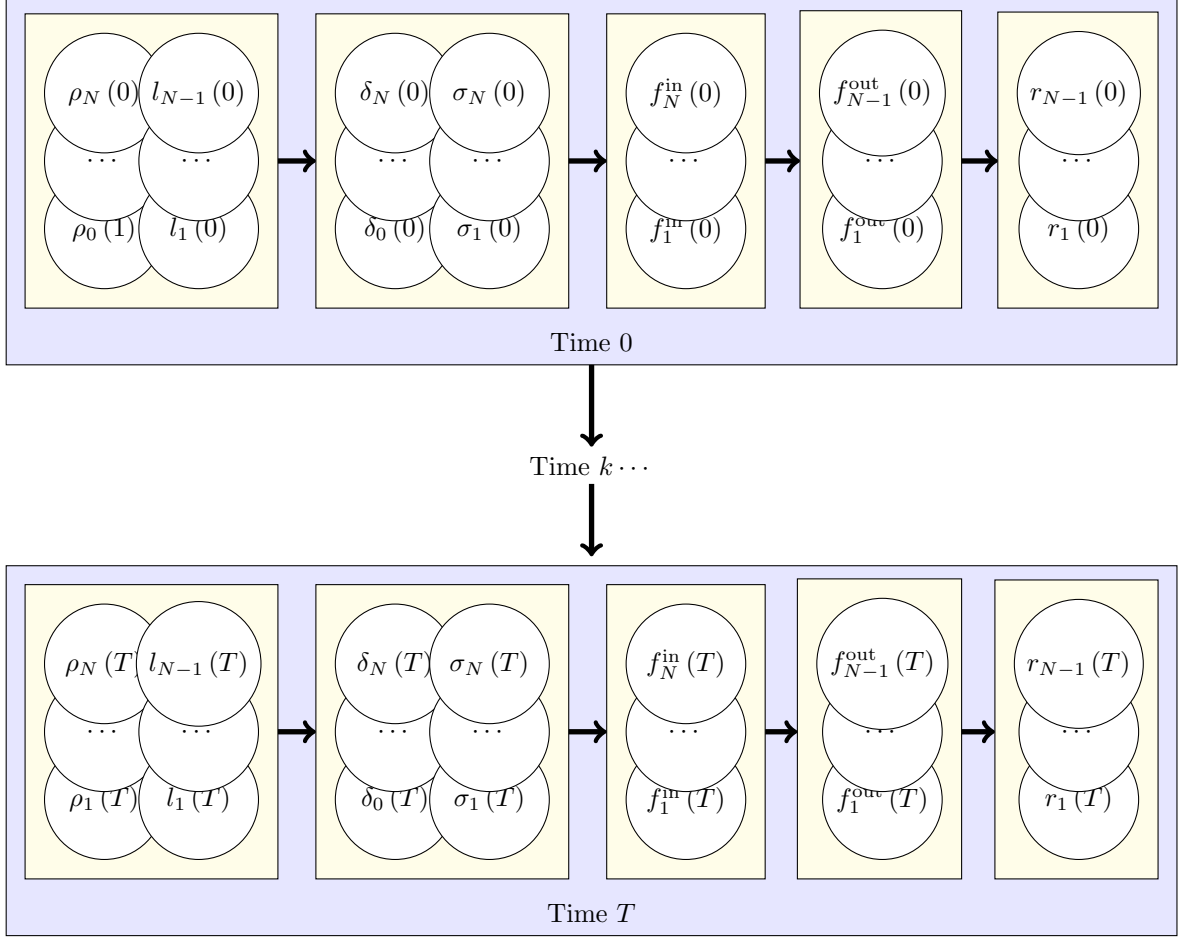 ρ_N (0) l_{N−1} (0) δ_N (0) σ_N (0) f_N^{in} (0) f_{N−1}^{out} (0) r_{N−1} (0)
··· ··· ··· ··· ··· ··· ···
ρ_0 (1) l_1 (0) δ_0 (0) σ_1 (0) f_1^{in} (0) f_1^{out} (0) r_1 (0)
Time 0
Time k ···
ρ_N (T) l_{N−1} (T) δ_N (T) σ_N (T) f_N^{in} (T) f_{N−1}^{out} (T) r_{N−1} (T)
··· ··· ··· ··· ··· ··· ···
ρ_1 (T) l_1 (T) δ_0 (T) σ_1 (T) f_1^{in} (T) f_1^{out} (T) r_1 (T)
Time T